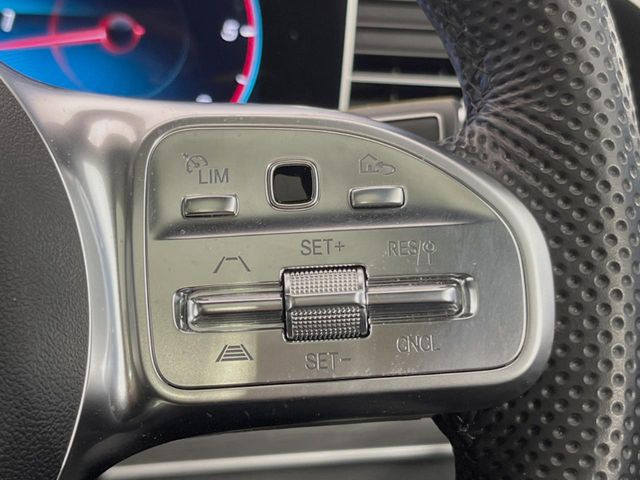 LIM
SET+
RES/
SET-
CNCL